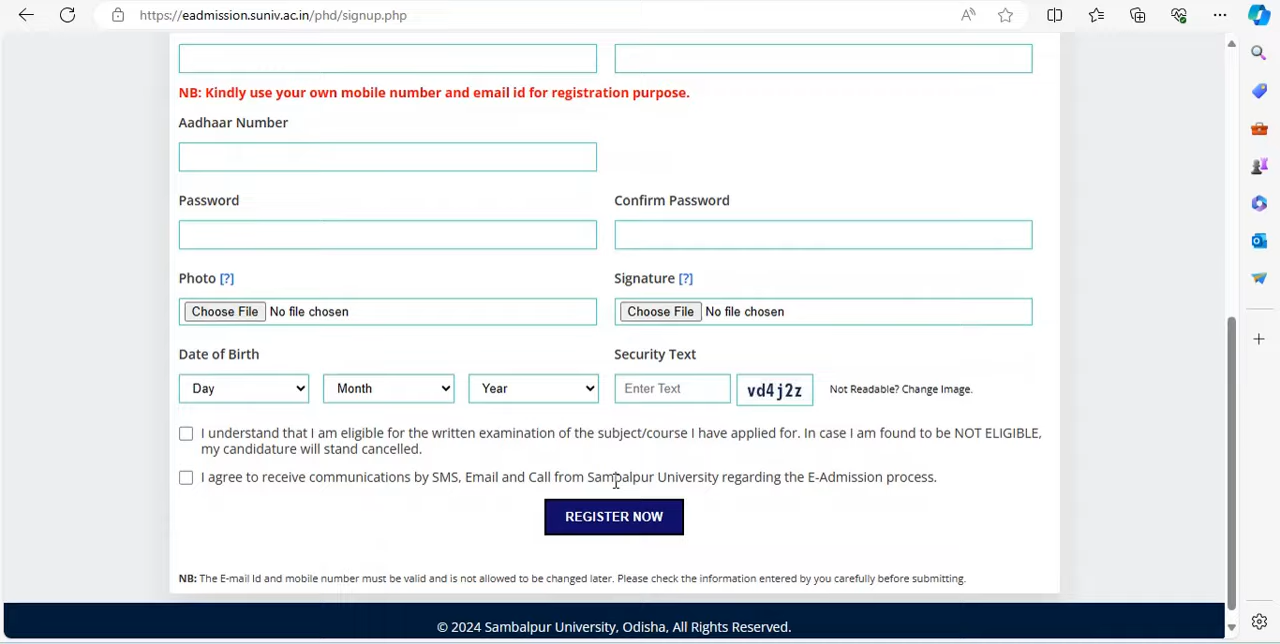 https://eadmission.suniv.ac.in/phd/signup.php
NB: Kindly use your own mobile number and email id for registration purpose.
Aadhaar Number
Password Confirm Password
Photo [?] Signature [?]
Choose File No file chosen Choose File No file chosen
Date of Birth Security Text
Day Month Year Enter Text vd4j2z Not Readable? Change Image.
I understand that I am eligible for the written examination of the subject/course I have applied for. In case I am found to be NOT ELIGIBLE,
my candidature will stand cancelled.
I agree to receive communications by SMS, Email and Call from Sambalpur University regarding the E-Admission process.
REGISTER NOW
NB: The E-mail Id and mobile number must be valid and is not allowed to be changed later. Please check the information entered by you carefully before submitting.
© 2024 Sambalpur University, Odisha, All Rights Reserved.